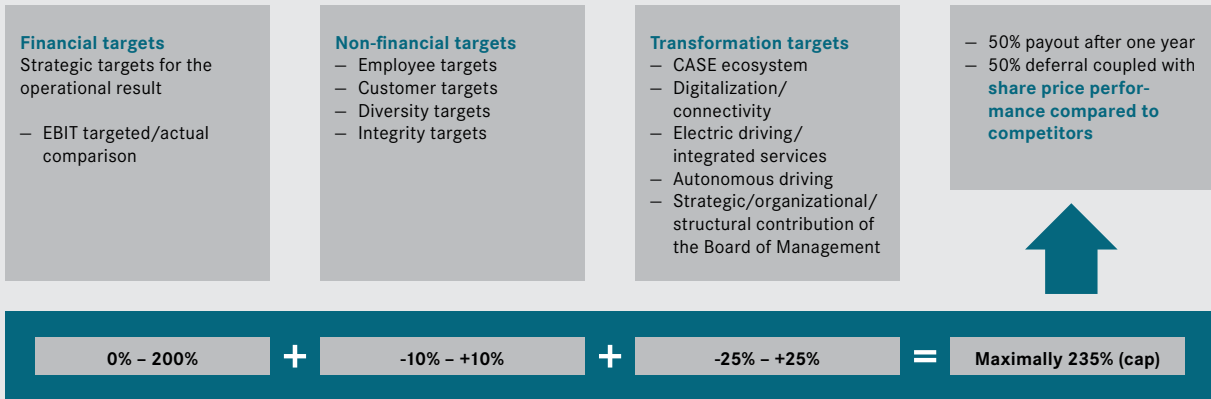 Financial targets
Strategic targets for the
operational result
– EBIT targeted/actual
comparison
Non-financial targets
– Employee targets
– Customer targets
– Diversity targets
– Integrity targets
Transformation targets
– CASE ecosystem
– Digitalization/
connectivity
– Electric driving/
integrated services
– Autonomous driving
– Strategic/organizational/
structural contribution of
the Board of Management
– 50% payout after one year
– 50% deferral coupled with
share price perfor-
mance compared to
competitors
0% – 200%
+
-10% – +10%
+
-25% – +25%
=
Maximally 235% (cap)